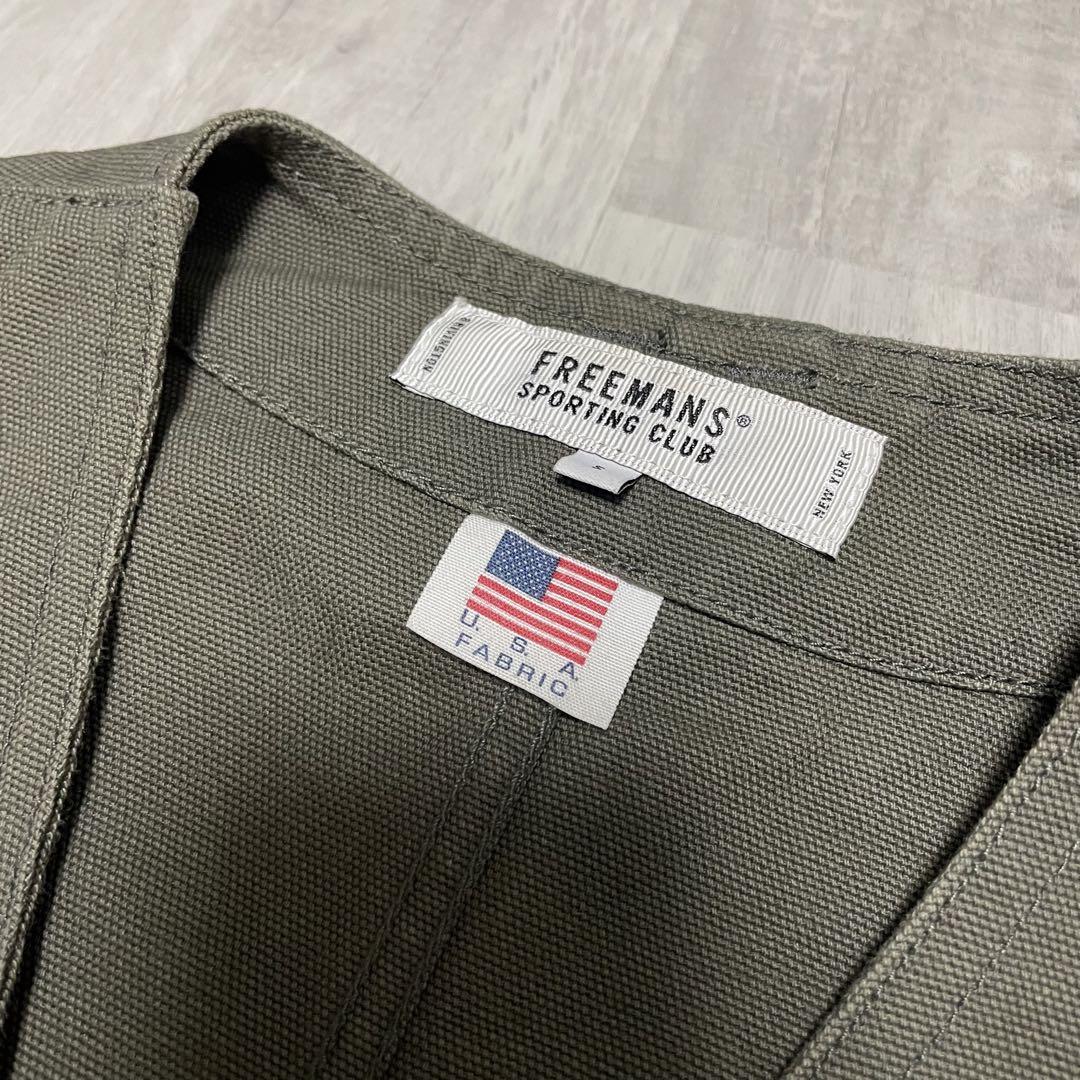 FREEMANS®
SPORTING CLUB
NEW YORK
S
U. S. A.
FABRIC